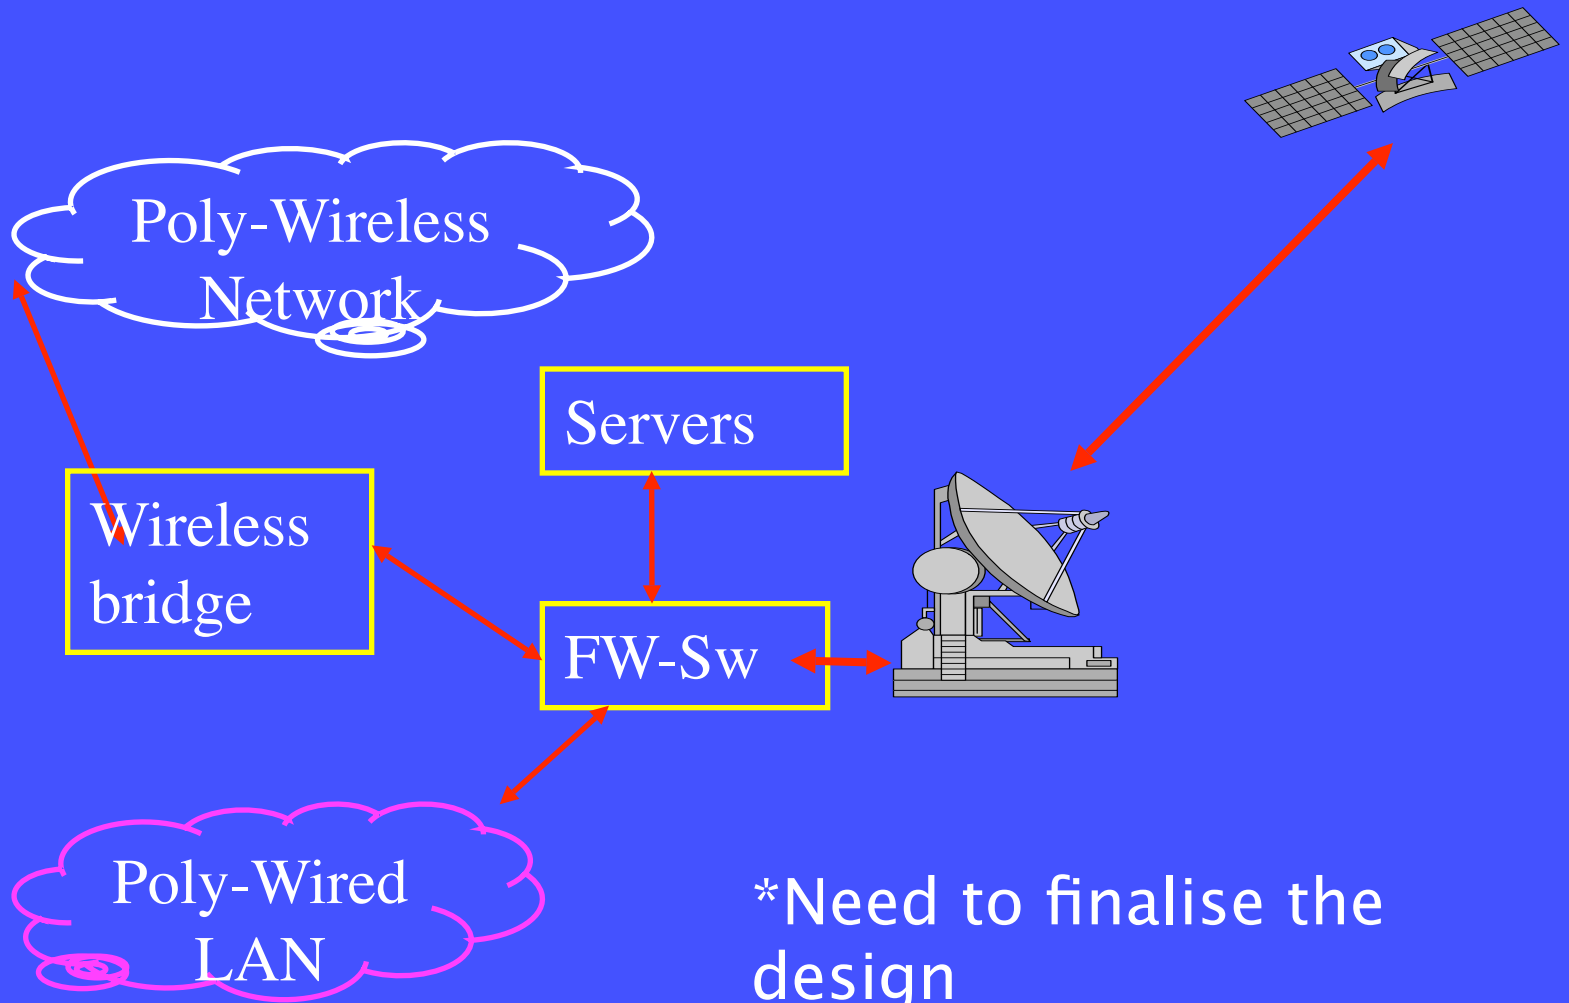 Poly-Wireless
Network
Servers
Wireless
bridge
FW-Sw
Poly-Wired
LAN
*Need to finalise the
design